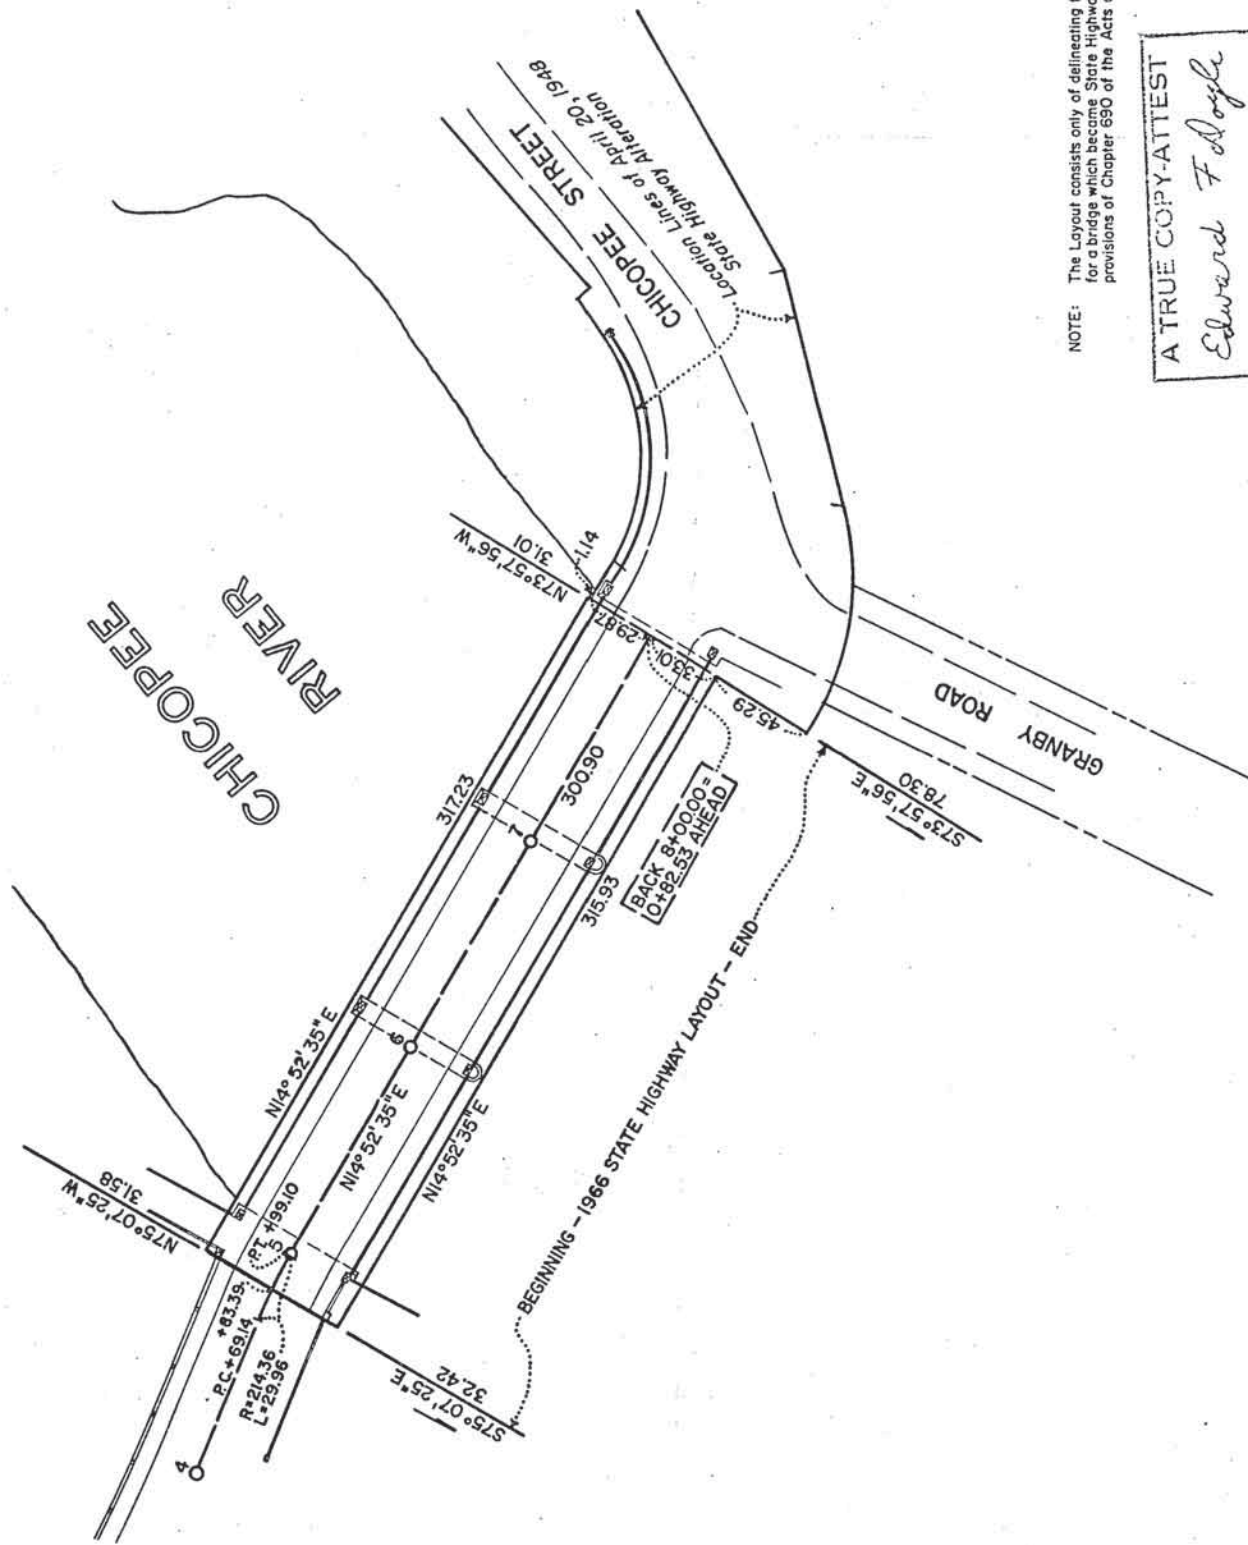 CHICOPEE
RIVER
CHICOPEE STREET
Location Lines of April 20, 1948
State Highway Alteration
N73°57'56"W
31.01
1.14
29.87
33.01
45.29
S73°57'56"E
78.30
GRANBY
ROAD
317.23
300.90
315.93
7
6
5
4
BACK 8+00.00 =
0+82.53 AHEAD
N14°52'35"E
N14°52'35"E
N14°52'35"E
N75°07'25"W
31.58
P.T. +99.10
+83.39
P.C.+69.14
R=214.36
L=29.96
S75°07'25"E
32.42
BEGINNING - 1966 STATE HIGHWAY LAYOUT - END
NOTE: The Layout consists only of delineating
for a bridge which became State Highwa
provisions of Chapter 690 of the Acts
A TRUE COPY-ATTEST
Edward F Doyle